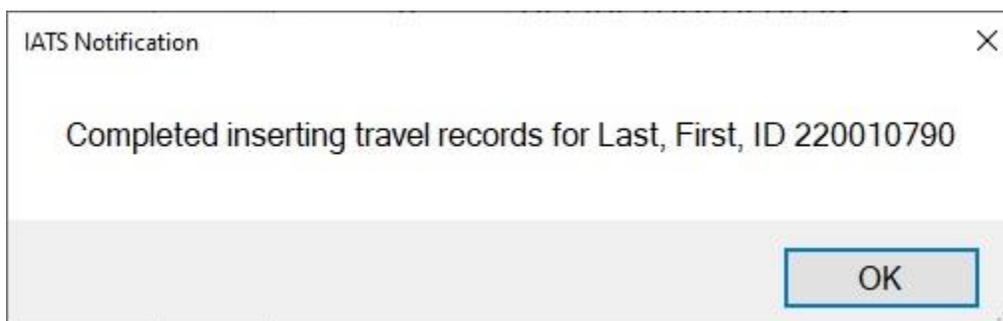 IATS Notification
Completed inserting travel records for Last, First, ID 220010790
OK